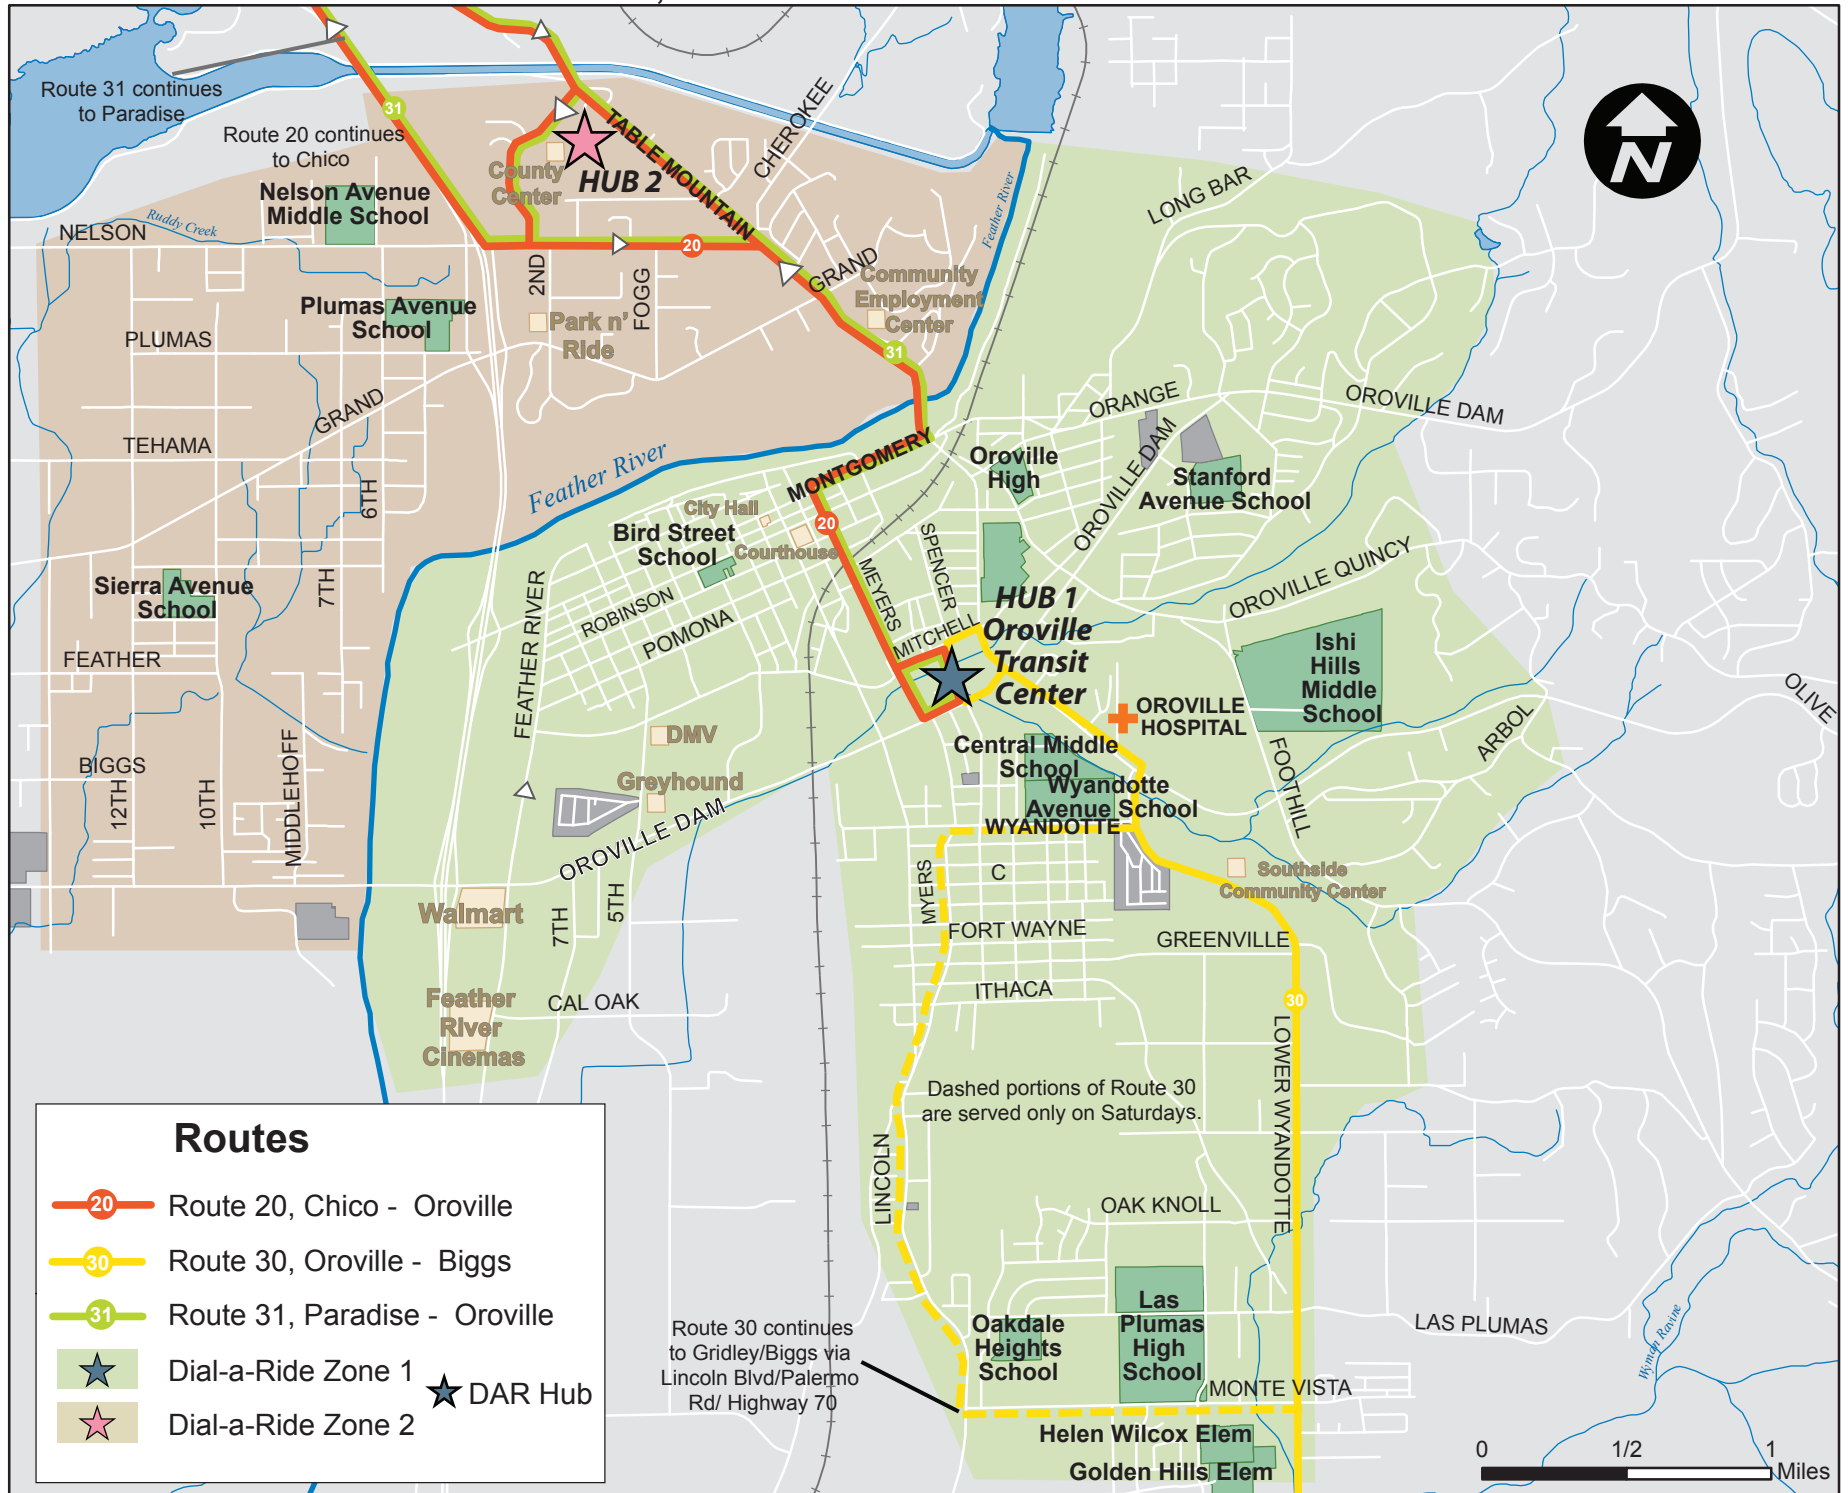 Route 31 continues
to Paradise
31
Route 20 continues
to Chico
TABLE MOUNTAIN
CHEROKEE
County
Center
HUB 2
Nelson Avenue
Middle School
Ruddy Creek
NELSON
20
Feather River
LONG BAR
N
2ND
FOGG
GRAND
Community
Employment
Center
Plumas Avenue
School
PLUMAS
Park n'
Ride
31
GRAND
TEHAMA
6TH
ORANGE
OROVILLE DAM
Feather River
MONTGOMERY
Oroville
High
OROVILLE DAM
Stanford
Avenue School
City Hall
20
Bird Street
School
Courthouse
SPENCER
MEYERS
Sierra Avenue
School
7TH
FEATHER RIVER
ROBINSON
POMONA
MITCHELL
HUB 1
Oroville
Transit
Center
OROVILLE QUINCY
Ishi
Hills
Middle
School
FEATHER
OLIVE
DMV
OROVILLE
HOSPITAL
ARBOL
FOOTHILL
Central Middle
School
Wyandotte
Avenue School
BIGGS
12TH
10TH
MIDDLEHOFF
Greyhound
OROVILLE DAM
WYANDOTTE
MYERS
C
Southside
Community Center
Walmart
7TH
5TH
FORT WAYNE
GREENVILLE
ITHACA
CAL OAK
Feather
River
Cinemas
30
LOWER WYANDOTTE
Dashed portions of Route 30
are served only on Saturdays.
LINCOLN
OAK KNOLL
Routes
20
Route 20, Chico - Oroville
30
Route 30, Oroville - Biggs
31
Route 31, Paradise - Oroville
Dial-a-Ride Zone 1
DAR Hub
Dial-a-Ride Zone 2
Route 30 continues
to Gridley/Biggs via
Lincoln Blvd/Palermo
Rd/ Highway 70
Oakdale
Heights
School
Las
Plumas
High
School
LAS PLUMAS
Wyman Ravine
MONTE VISTA
Helen Wilcox Elem
Golden Hills Elem
0 1/2 1
Miles